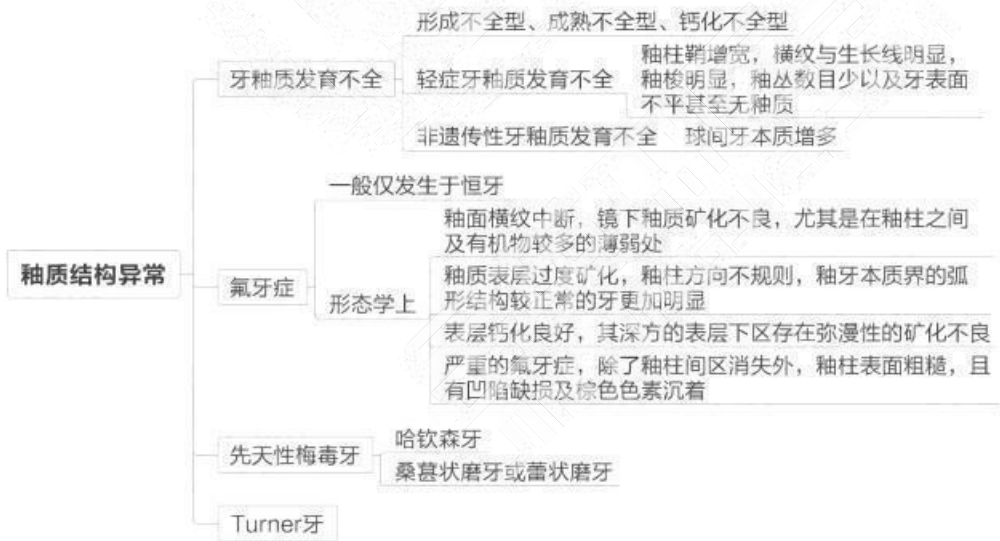 釉质结构异常
牙釉质发育不全
形成不全型、成熟不全型、钙化不全型
轻症牙釉质发育不全
釉柱鞘增宽，横纹与生长线明显，
釉梭明显，釉丛数目少以及牙表面
不平甚至无釉质
非遗传性牙釉质发育不全
球间牙本质增多
氟牙症
一般仅发生于恒牙
形态学上
釉面横纹中断，镜下釉质矿化不良，尤其是在釉柱之间
及有机物较多的薄弱处
釉质表层过度矿化，釉柱方向不规则，釉牙本质界的弧
形结构较正常的牙更加明显
表层钙化良好，其深方的表层下区存在弥漫性的矿化不良
严重的氟牙症，除了釉柱间区消失外，釉柱表面粗糙，且
有凹陷缺损及棕色色素沉着
先天性梅毒牙
哈钦森牙
桑葚状磨牙或蕾状磨牙
Turner牙